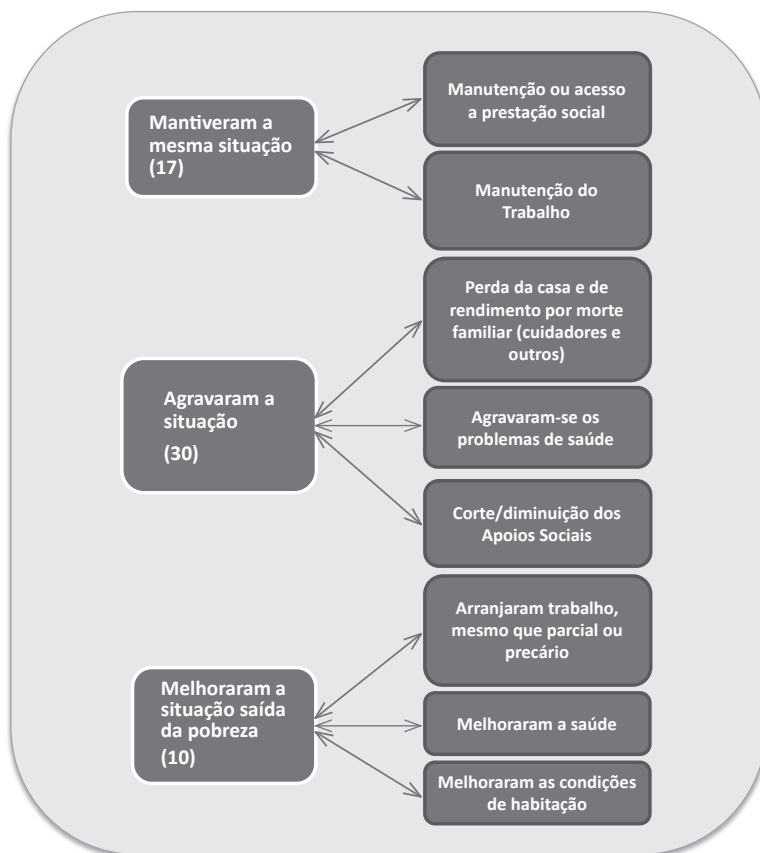 Mantiveram a
mesma situação
(17)
Manutenção ou acesso
a prestação social
Manutenção do
Trabalho
Agravaram a
situação
(30)
Perda da casa e de
rendimento por morte
familiar (cuidadores e
outros)
Agravaram-se os
problemas de saúde
Corte/diminuição dos
Apoios Sociais
Melhoraram a
situação saída
da pobreza
(10)
Arranjaram trabalho,
mesmo que parcial ou
precário
Melhoraram a saúde
Melhoraram as condições
de habitação